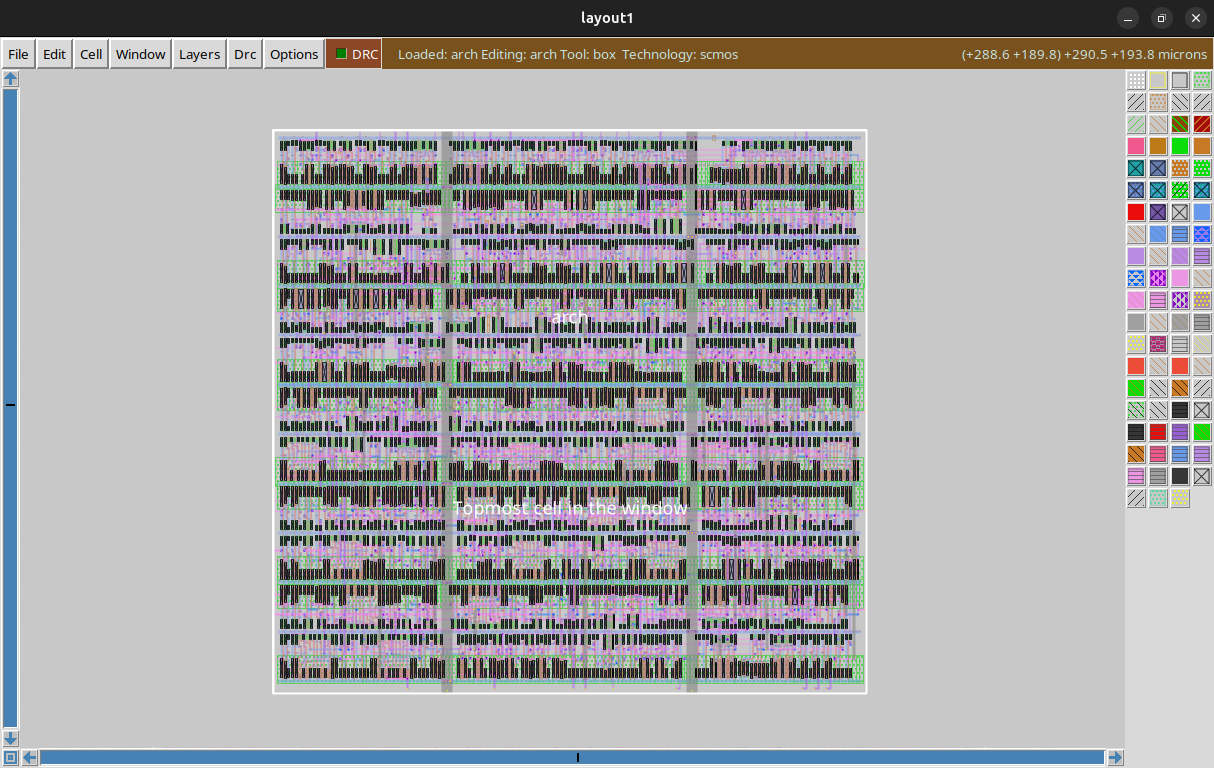 layout1
File Edit Cell Window Layers Drc Options DRC Loaded: arch Editing: arch Tool: box Technology: scmos (+288.6 +189.8) +290.5 +193.8 microns
arch
Topmost cell in the window